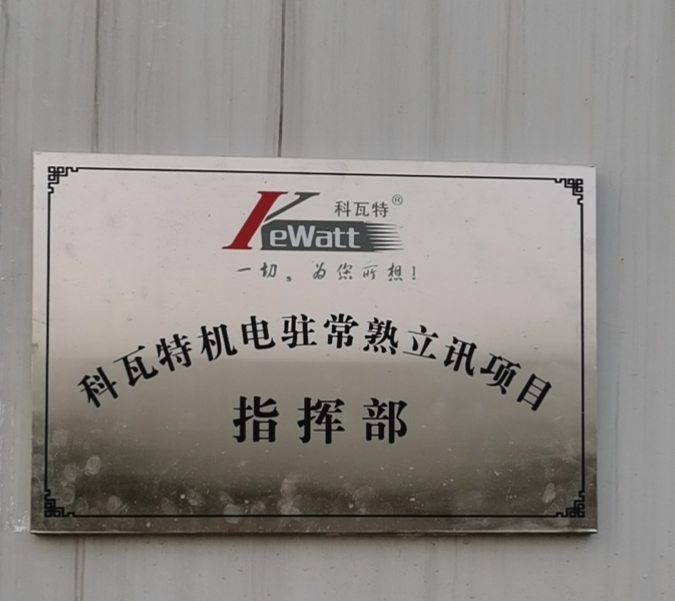 科瓦特®
KeWatt
一切。为您所想！
科瓦特机电驻常熟立讯项目
指挥部